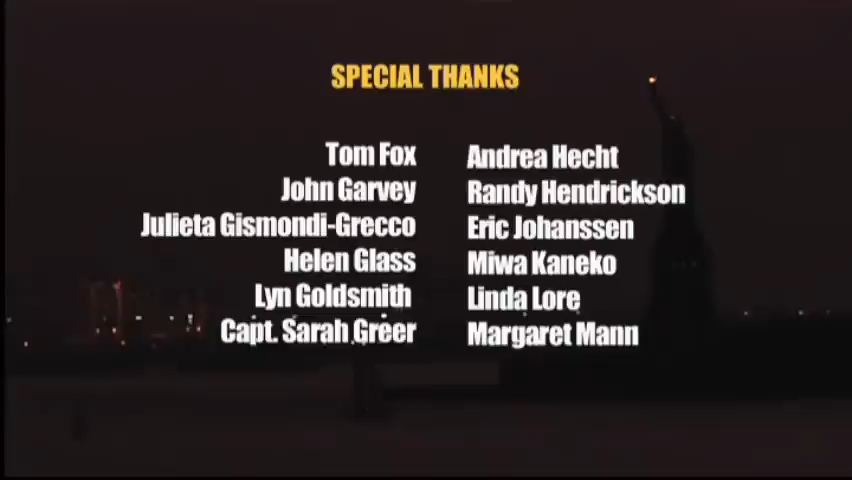 SPECIAL THANKS
Tom Fox
John Garvey
Julieta Gismondi-Grecco
Helen Glass
Lyn Goldsmith
Capt. Sarah Greer
Andrea Hecht
Randy Hendrickson
Eric Johanssen
Miwa Kaneko
Linda Lore
Margaret Mann